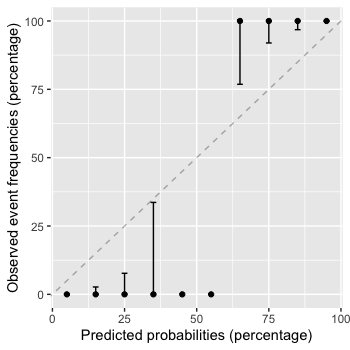 Observed event frequencies (percentage)
100
75
50
25
0
0 25 50 75 100
Predicted probabilities (percentage)